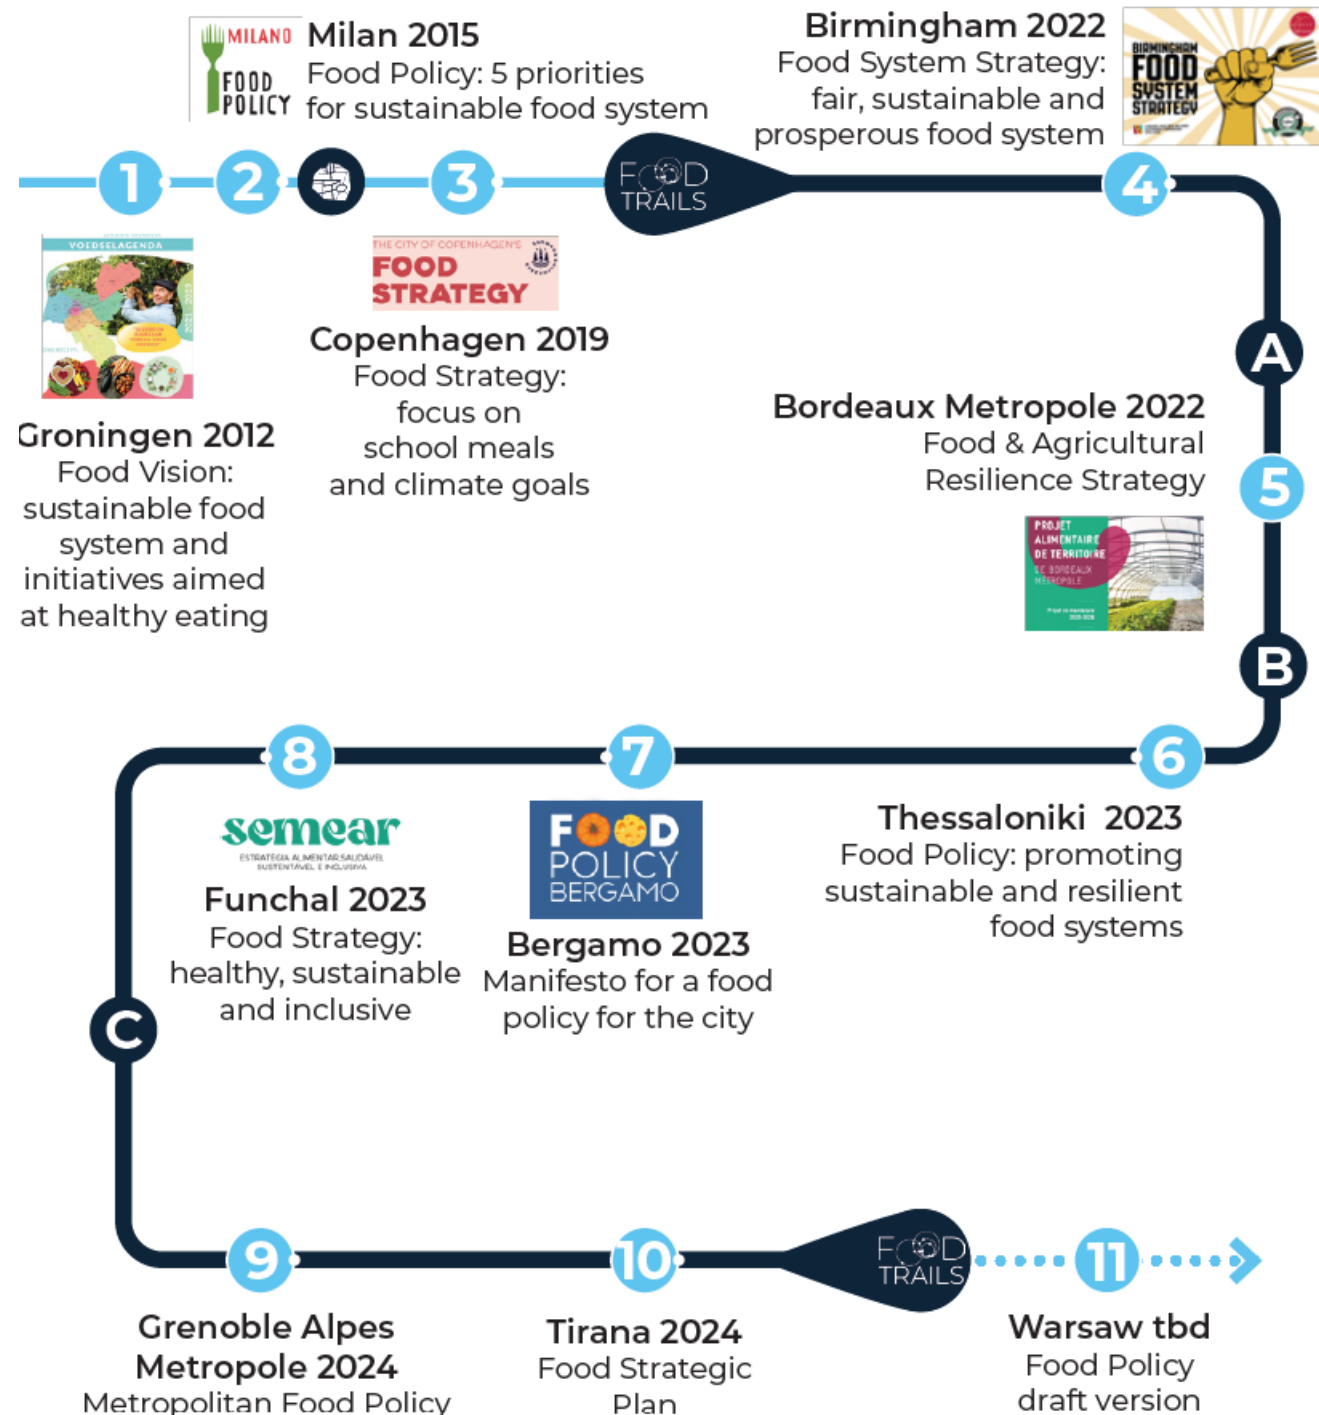 MILANO
FOOD
POLICY
Milan 2015
Food Policy: 5 priorities
for sustainable food system
Birmingham 2022
Food System Strategy:
fair, sustainable and
prosperous food system
BIRMINGHAM
FOOD
SYSTEM
STRATEGY
1
2
3
FOOD
TRAILS
4
VOEDSELAGENDA
2021 - 2023
Groningen 2012
Food Vision:
sustainable food
system and
initiatives aimed
at healthy eating
THE CITY OF COPENHAGEN'S
FOOD
STRATEGY
Copenhagen 2019
Food Strategy:
focus on
school meals
and climate goals
A
Bordeaux Metropole 2022
Food & Agricultural
Resilience Strategy
5
PROJET
ALIMENTAIRE
DE TERRITOIRE
DE BORDEAUX
MÉTROPOLE
B
8
7
6
semear
ESTRATÉGIA ALIMENTAR SAUDÁVEL
SUSTENTÁVEL E INCLUSIVA
Funchal 2023
Food Strategy:
healthy, sustainable
and inclusive
FOOD
POLICY
BERGAMO
Bergamo 2023
Manifesto for a food
policy for the city
Thessaloniki 2023
Food Policy: promoting
sustainable and resilient
food systems
C
9
10
FOOD
TRAILS
11
Grenoble Alpes
Metropole 2024
Metropolitan Food Policy
Tirana 2024
Food Strategic
Plan
Warsaw tbd
Food Policy
draft version